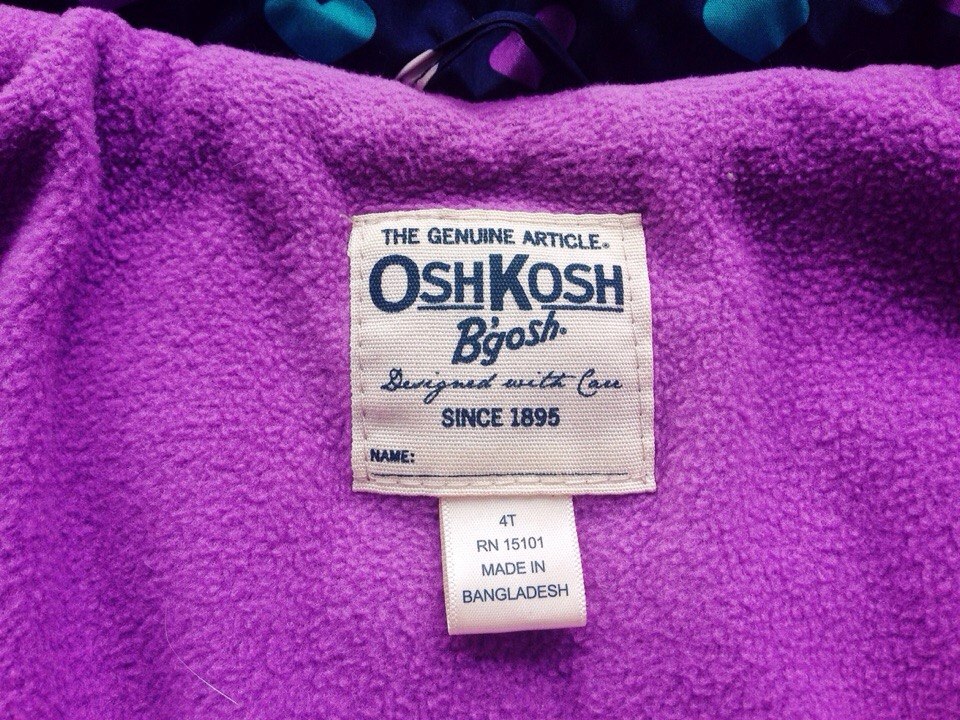 THE GENUINE ARTICLE®
OSHKOSH
B'gosh®
Designed with Care
SINCE 1895
NAME:
4T
RN 15101
MADE IN
BANGLADESH